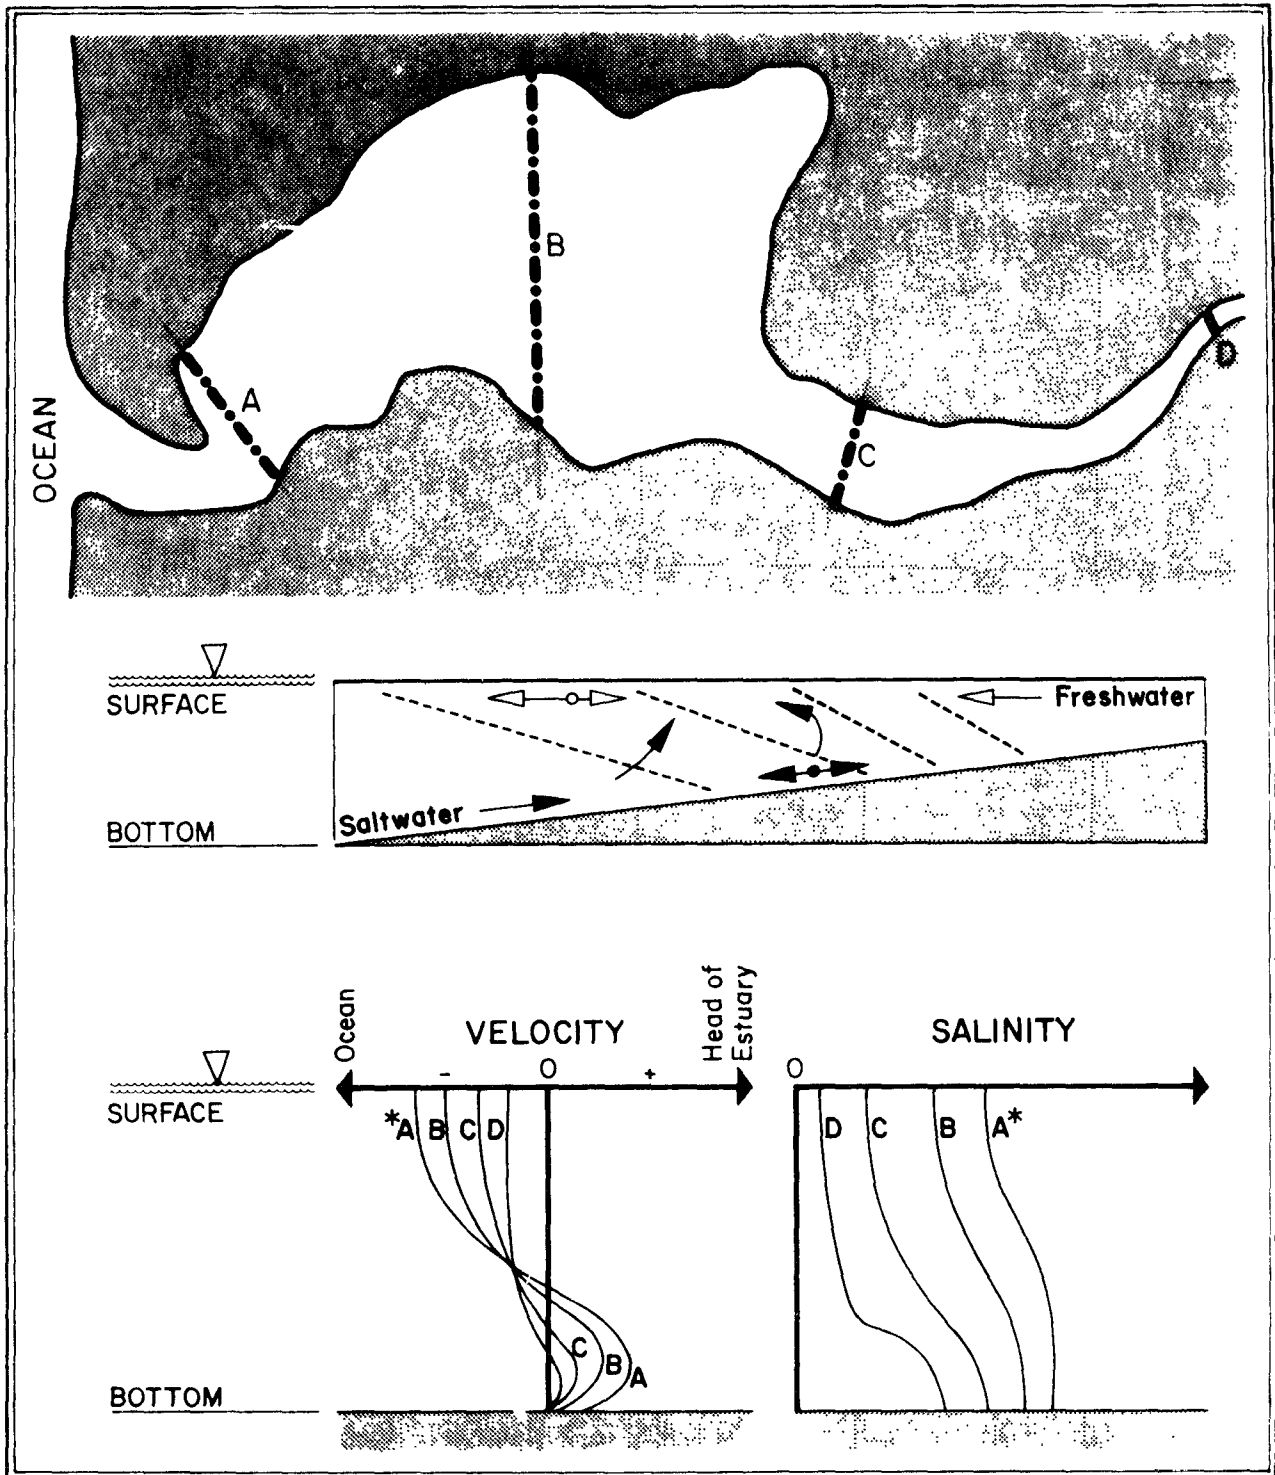 OCEAN
A
B
C
D
SURFACE
Freshwater
Saltwater
BOTTOM
Ocean
VELOCITY
Head of
Estuary
SALINITY
- 0 +
0
SURFACE
*A B C D
D C B A*
C B A
BOTTOM